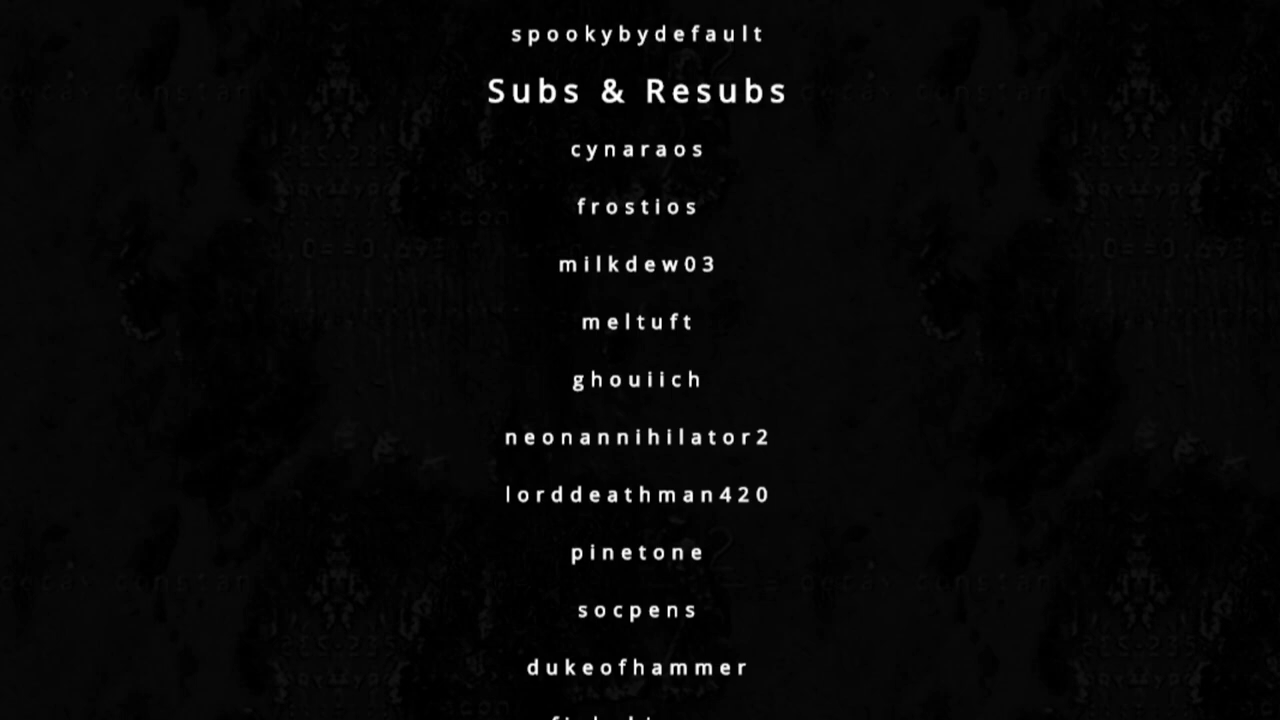 spookybydefault
Subs & Resubs
cynaraos
frostios
milkdew03
meltuft
ghouiich
neonannihilator2
lorddeathman420
pinetone
socpens
dukeofhammer